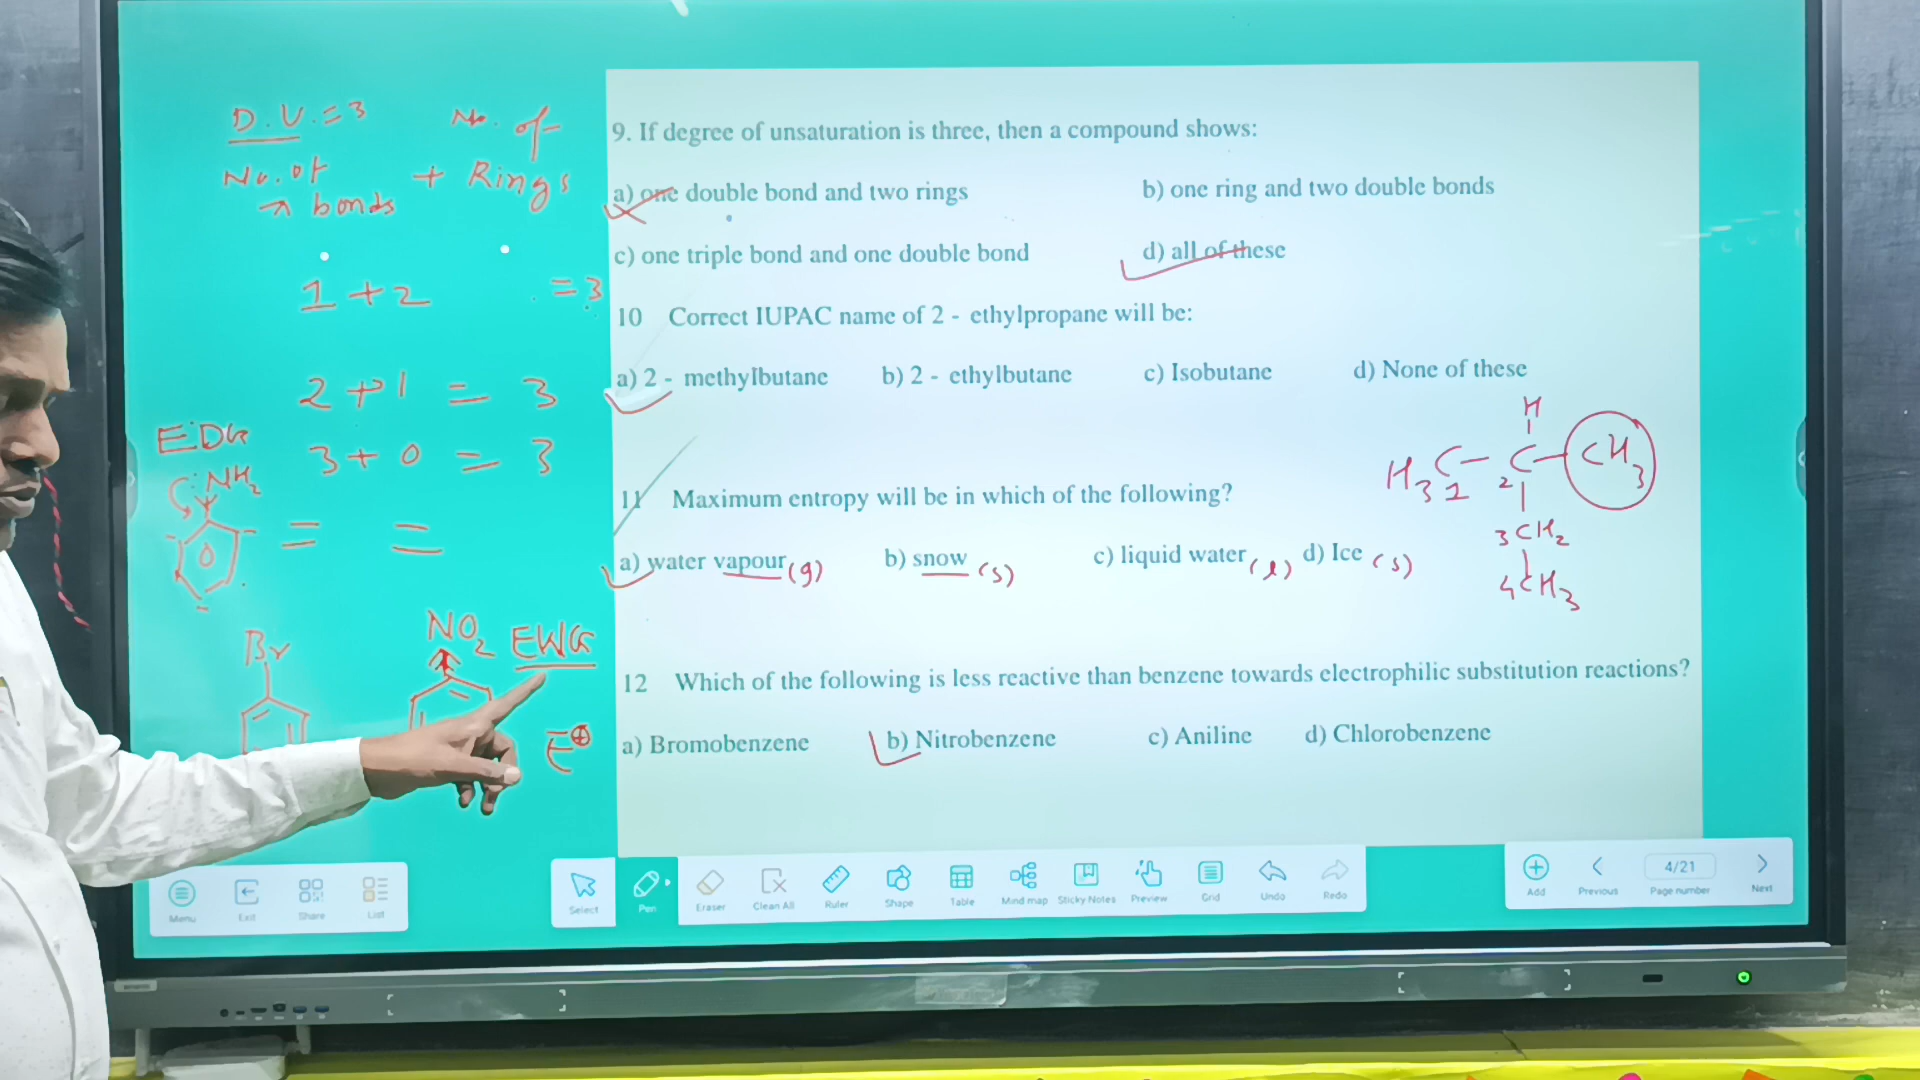 D.U.=3
No. of π bonds + No. of Rings
1 + 2 = 3
2 + 1 = 3
3 + 0 = 3
EDG
:NH2
= =
Br
NO2 EWG
E⊕
9. If degree of unsaturation is three, then a compound shows:
a) one double bond and two rings b) one ring and two double bonds
c) one triple bond and one double bond d) all of these
10 Correct IUPAC name of 2 - ethylpropane will be:
a) 2 - methylbutane b) 2 - ethylbutane c) Isobutane d) None of these
H
H3C – C – CH3
1 2
3CH2
4CH3
11 Maximum entropy will be in which of the following?
a) water vapour (g) b) snow (s) c) liquid water (l) d) Ice (s)
12 Which of the following is less reactive than benzene towards electrophilic substitution reactions?
a) Bromobenzene b) Nitrobenzene c) Aniline d) Chlorobenzene
Menu Exit Share List
Select Pen Eraser Clean All Ruler Shape Table Mind map Sticky Notes Preview Grid Undo Redo
4/21
Add Previous Page number Next